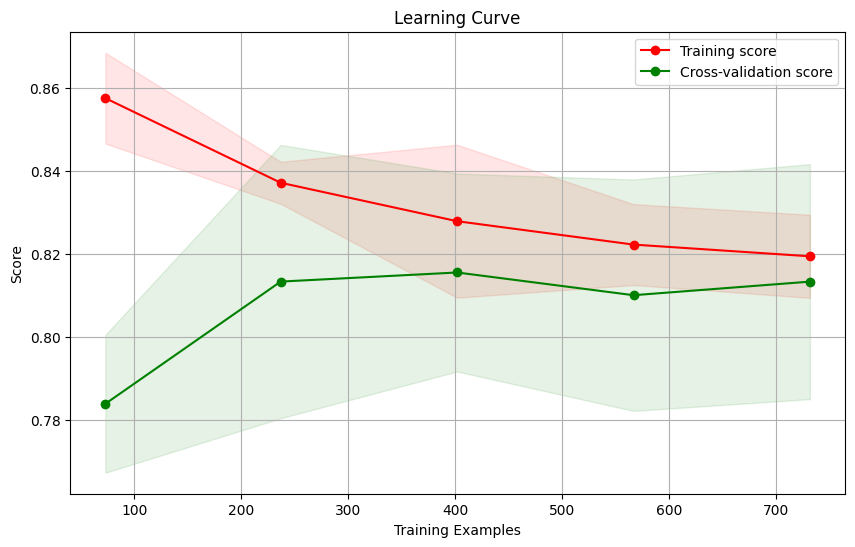 Learning Curve
Training score
Cross-validation score
0.86
0.84
0.82
0.80
0.78
Score
100 200 300 400 500 600 700
Training Examples